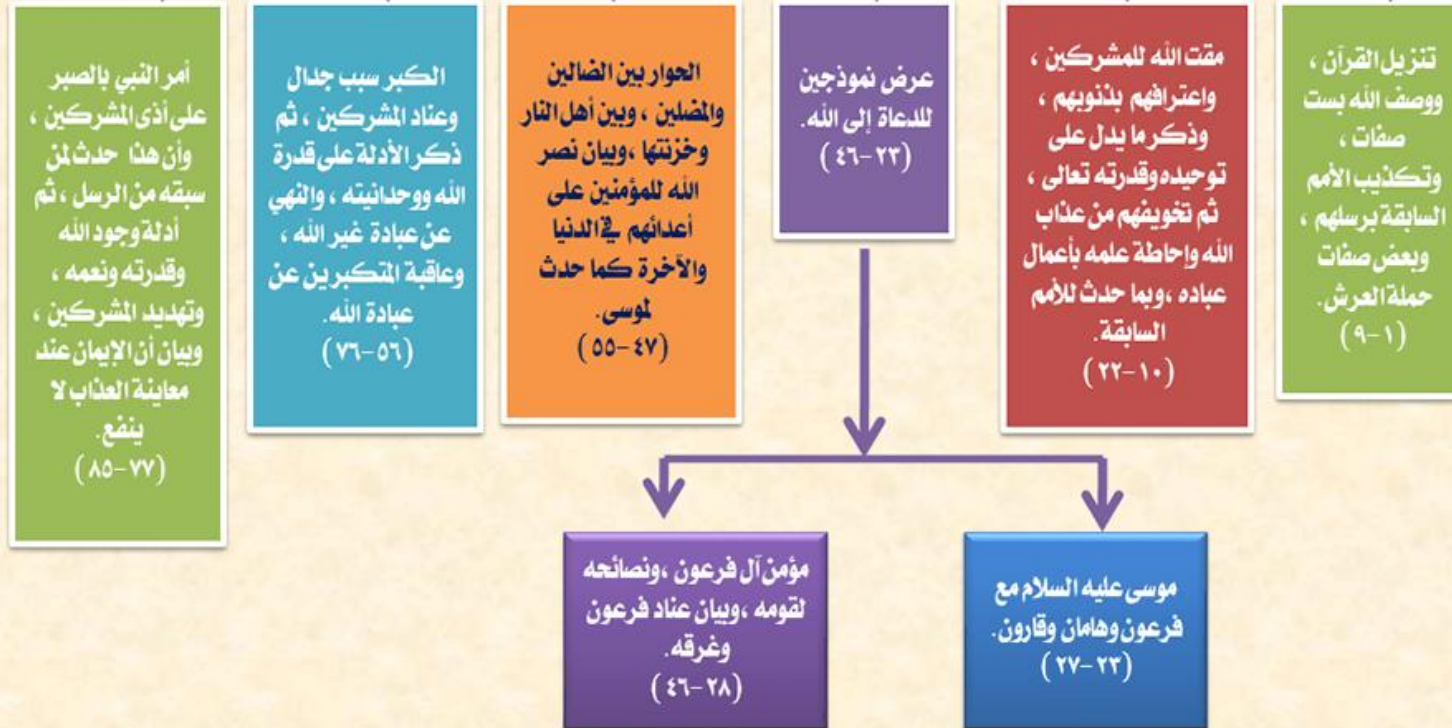 تنزيل القرآن ،
ووصف الله بست
صفات ،
وتكذيب الأمم
السابقة برسلهم ،
وبعض صفات
حملة العرش.
(١-٩)
مقت الله للمشركين ،
واعترافهم بذنوبهم ،
وذكر ما يدل على
توحيده وقدرته تعالى ،
ثم تخويفهم من عذاب
الله وإحاطة علمه بأعمال
عباده ،وبما حدث للأمم
السابقة.
(١٠-٢٢)
عرض نموذجين
للدعاة إلى الله.
(٢٣-٤٦)
الحوار بين الضالين
والمضلين ، وبين أهل النار
وخزنتها ،وبيان نصر
الله للمؤمنين على
أعدائهم في الدنيا
والآخرة كما حدث
لموسى.
(٤٧-٥٥)
الكبر سبب جدال
وعناد المشركين ، ثم
ذكر الأدلة على قدرة
الله ووحدانيته ، والنهي
عن عبادة غير الله ،
وعاقبة المتكبرين عن
عبادة الله.
(٥٦-٧٦)
أمر النبي بالصبر
على أذى المشركين ،
وأن هذا حدث لمن
سبقه من الرسل ، ثم
أدلة وجود الله
وقدرته ونعمه ،
وتهديد المشركين ،
وبيان أن الايمان عند
معاينة العذاب لا
ينفع.
(٧٧-٨٥)
موسى عليه السلام مع
فرعون وهامان وقارون.
(٢٣-٢٧)
مؤمن آل فرعون ،ونصائحه
لقومه ،وبيان عناد فرعون
وغرقه.
(٢٨-٤٦)